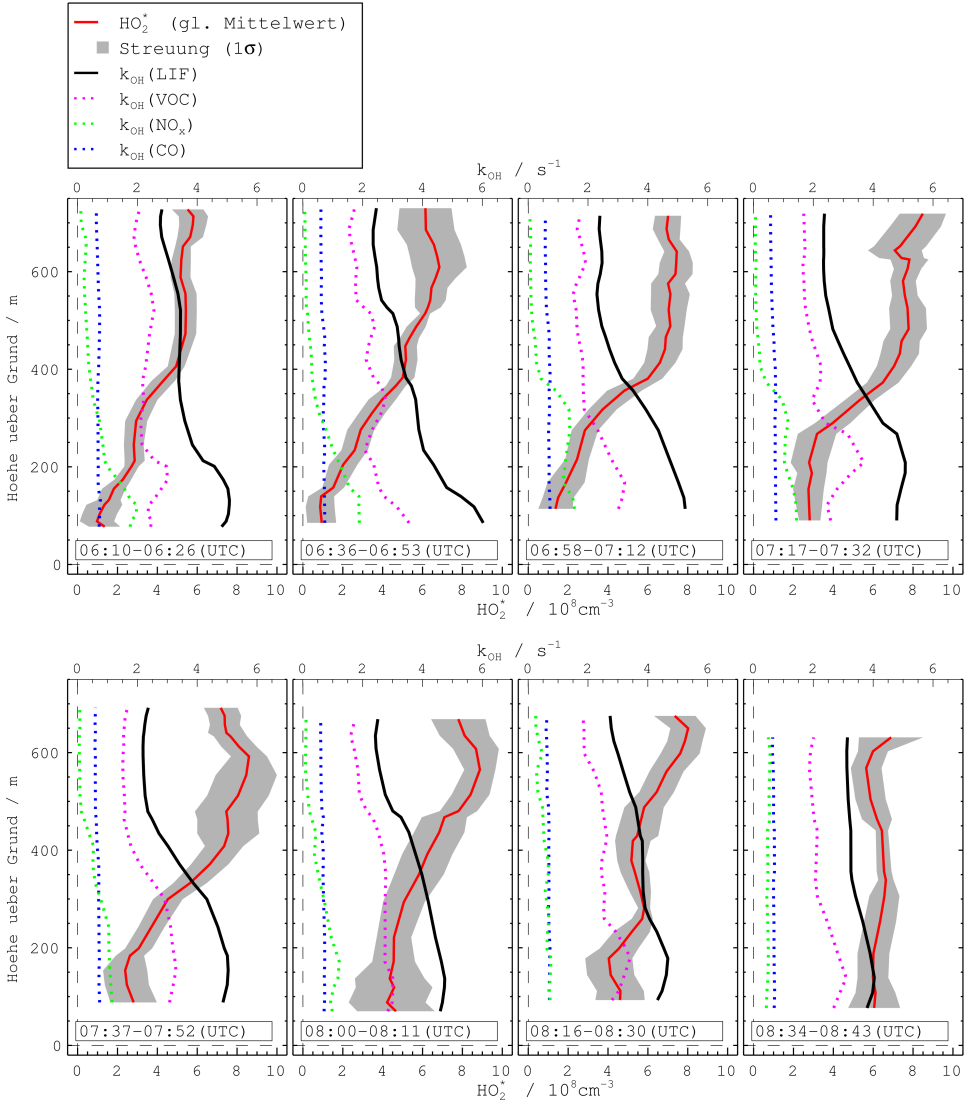 HO₂* (gl. Mittelwert)
Streuung (1σ)
k_OH(LIF)
k_OH(VOC)
k_OH(NOₓ)
k_OH(CO)
k_OH / s⁻¹
0 2 4 6 0 2 4 6 0 2 4 6 0 2 4 6
Hoehe ueber Grund / m
600
400
200
0
06:10-06:26(UTC) 06:36-06:53(UTC) 06:58-07:12(UTC) 07:17-07:32(UTC)
0 2 4 6 8 10 0 2 4 6 8 10 0 2 4 6 8 10 0 2 4 6 8 10
HO₂* / 10⁸cm⁻³
k_OH / s⁻¹
0 2 4 6 0 2 4 6 0 2 4 6 0 2 4 6
Hoehe ueber Grund / m
600
400
200
0
07:37-07:52(UTC) 08:00-08:11(UTC) 08:16-08:30(UTC) 08:34-08:43(UTC)
0 2 4 6 8 10 0 2 4 6 8 10 0 2 4 6 8 10 0 2 4 6 8 10
HO₂* / 10⁸cm⁻³